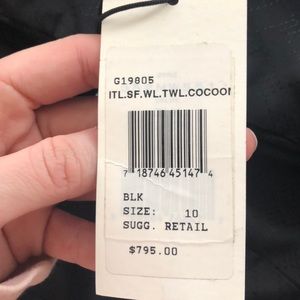 G19805
ITL.SF.WL.TWL.COCOON
7 18746 45147 4
BLK
SIZE: 10
SUGG. RETAIL
$795.00